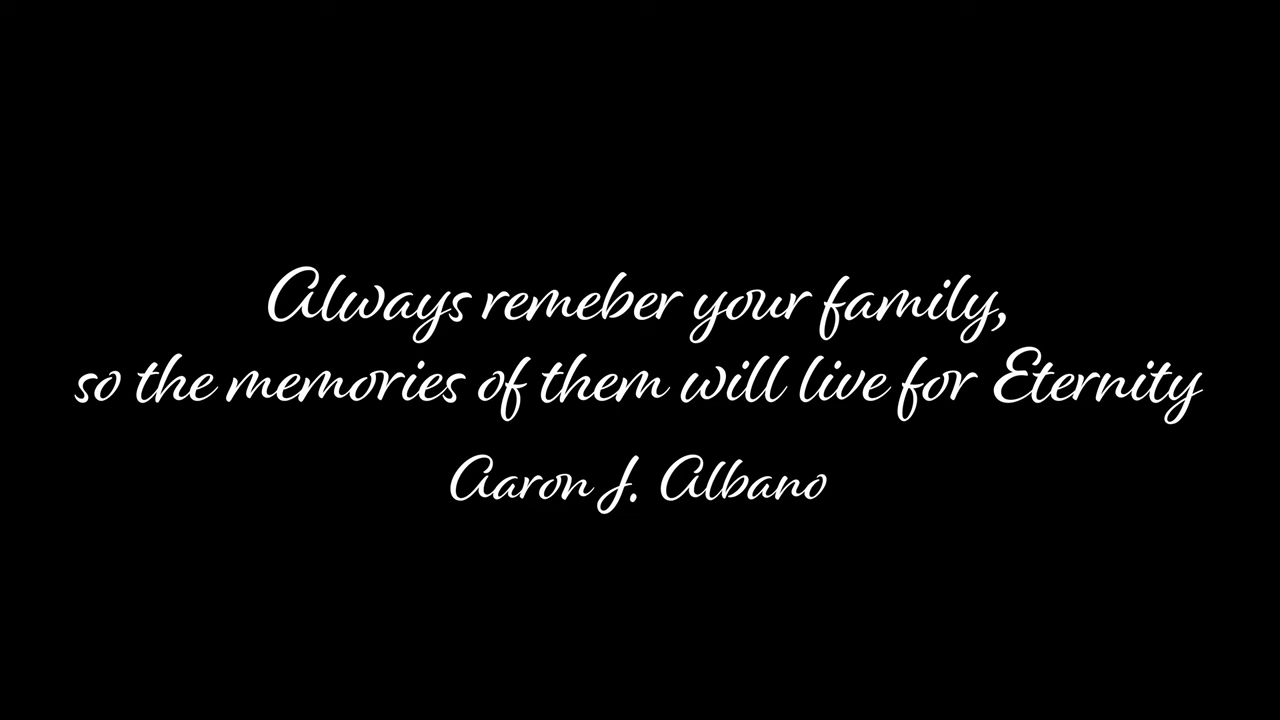 Always remeber your family,
so the memories of them will live for Eternity
Aaron J. Albano